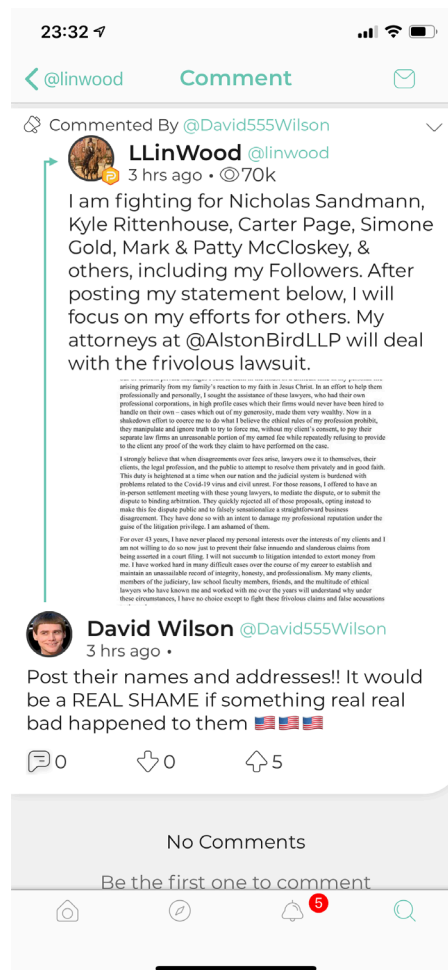 23:32
@linwood Comment
Commented By @David555Wilson
LLinWood @linwood
3 hrs ago • 70k
I am fighting for Nicholas Sandmann,
Kyle Rittenhouse, Carter Page, Simone
Gold, Mark & Patty McCloskey, &
others, including my Followers. After
posting my statement below, I will
focus on my efforts for others. My
attorneys at @AlstonBirdLLP will deal
with the frivolous lawsuit.
arising primarily from my family's reaction to my faith in Jesus Christ. In an effort to help them
professionally and personally, I sought the assistance of these lawyers, who had their own
professional corporations, in high profile cases which their firms would never have been hired to
handle on their own – cases which out of my generosity, made them very wealthy. Now in a
shakedown effort to coerce me to do what I believe the ethical rules of my profession prohibit,
they manipulate and ignore truth to try to force me, without my client's consent, to pay their
separate law firms an unreasonable portion of my earned fee while repeatedly refusing to provide
to the client any proof of the work they claim to have performed on the case.
I strongly believe that when disagreements over fees arise, lawyers owe it to themselves, their
clients, the legal profession, and the public to attempt to resolve them privately and in good faith.
This duty is heightened at a time when our nation and the judicial system is burdened with
problems related to the Covid-19 virus and civil unrest. For those reasons, I offered to have an
in-person settlement meeting with these young lawyers, to mediate the dispute, or to submit the
dispute to binding arbitration. They quickly rejected all of those proposals, opting instead to
make this fee dispute public and to falsely sensationalize a straightforward business
disagreement. They have done so with an intent to damage my professional reputation under the
guise of the litigation privilege. I am ashamed of them.
For over 43 years, I have never placed my personal interests over the interests of my clients and I
am not willing to do so now just to prevent their false innuendo and slanderous claims from
being asserted in a court filing. I will not succumb to litigation intended to extort money from
me. I have worked hard in many difficult cases over the course of my career to establish and
maintain an unassailable record of integrity, honesty, and professionalism. My many clients,
members of the judiciary, law school faculty members, friends, and the multitude of ethical
lawyers who have known me and worked with me over the years will understand why under
these circumstances, I have no choice except to fight these frivolous claims and false accusations
David Wilson @David555Wilson
3 hrs ago •
Post their names and addresses!! It would
be a REAL SHAME if something real real
bad happened to them 🇺🇸🇺🇸🇺🇸
0 0 5
No Comments
Be the first one to comment
5